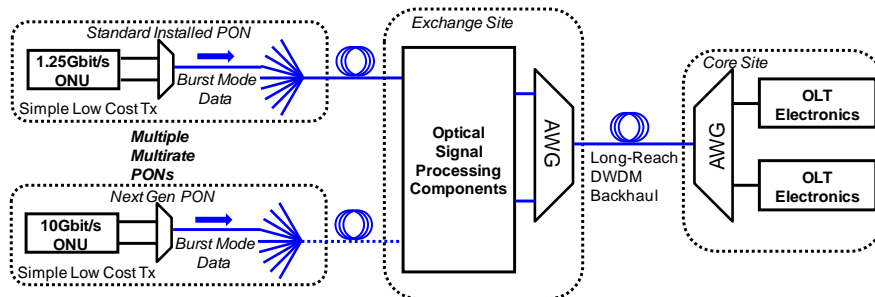 Standard Installed PON
1.25Gbit/s
ONU
Burst Mode
Data
Simple Low Cost Tx
Multiple
Multirate
PONs
Next Gen PON
10Gbit/s
ONU
Burst Mode
Data
Simple Low Cost Tx
Exchange Site
Optical
Signal
Processing
Components
AWG
Long-Reach
DWDM
Backhaul
Core Site
AWG
OLT
Electronics
OLT
Electronics